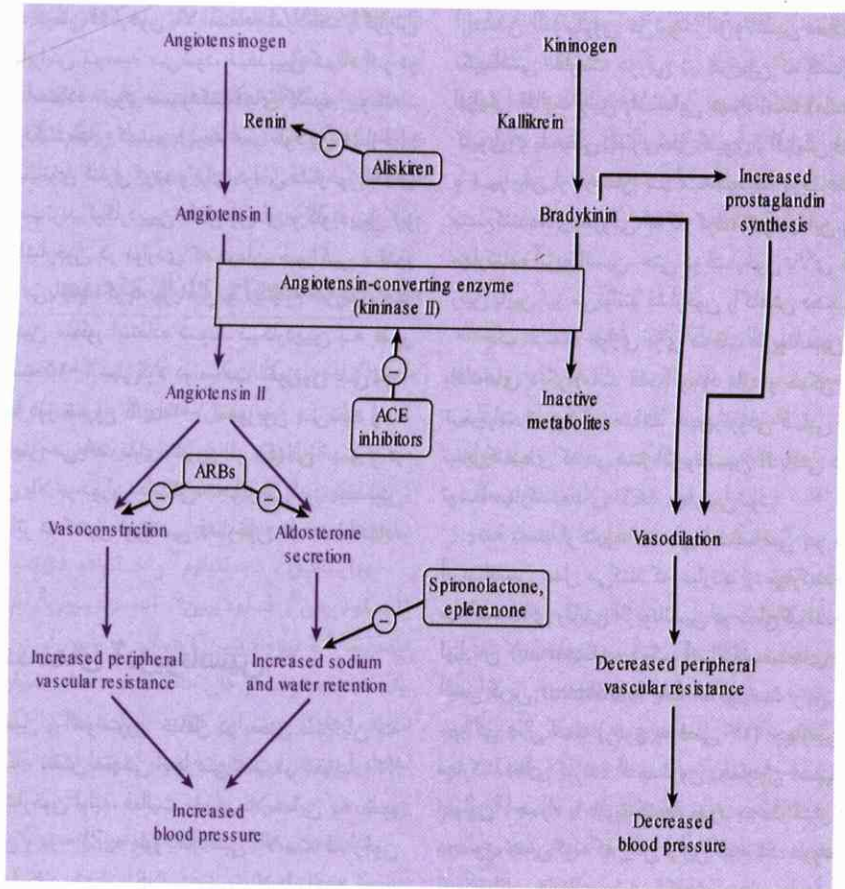 Angiotensinogen
Kininogen
Renin
Aliskiren
Kallikrein
Increased
prostaglandin
synthesis
Angiotensin I
Bradykinin
Angiotensin-converting enzyme
(kininase II)
Angiotensin II
ACE
inhibitors
Inactive
metabolites
ARBs
Vasoconstriction
Aldosterone
secretion
Vasodilation
Spironolactone,
eplerenone
Increased peripheral
vascular resistance
Increased sodium
and water retention
Decreased peripheral
vascular resistance
Increased
blood pressure
Decreased
blood pressure